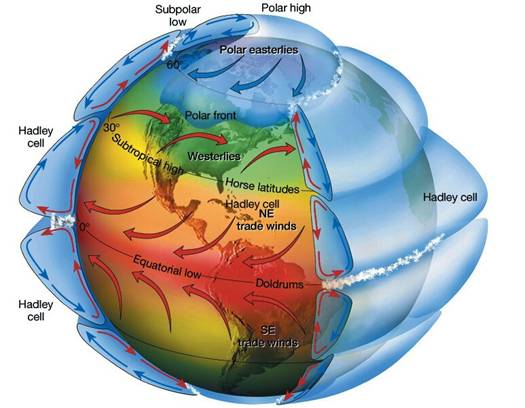 Subpolar
low
Polar high
Polar easterlies
60°
Polar front
Hadley
cell
30°
Subtropical high
Westerlies
Horse latitudes
Hadley cell
Hadley cell
NE
trade winds
0°
Equatorial low
Doldrums
Hadley
cell
SE
trade winds